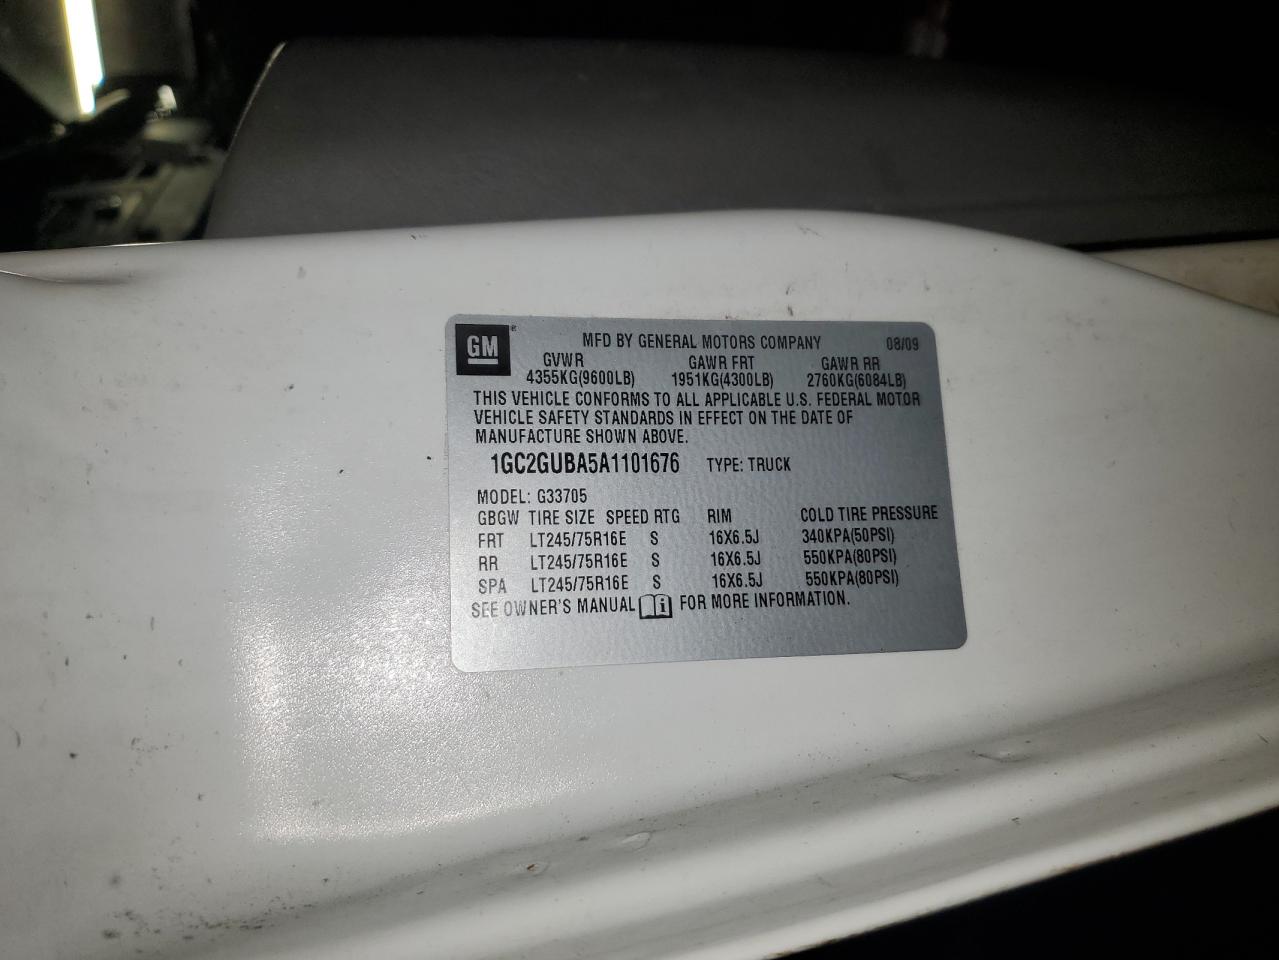 GM ®
MFD BY GENERAL MOTORS COMPANY 08/09
GVWR GAWR FRT GAWR RR
4355KG(9600LB) 1951KG(4300LB) 2760KG(6084LB)
THIS VEHICLE CONFORMS TO ALL APPLICABLE U.S. FEDERAL MOTOR
VEHICLE SAFETY STANDARDS IN EFFECT ON THE DATE OF
MANUFACTURE SHOWN ABOVE.
1GC2GUBA5A1101676 TYPE: TRUCK
MODEL: G33705
GBGW TIRE SIZE SPEED RTG RIM COLD TIRE PRESSURE
FRT LT245/75R16E S 16X6.5J 340KPA(50PSI)
RR LT245/75R16E S 16X6.5J 550KPA(80PSI)
SPA LT245/75R16E S 16X6.5J 550KPA(80PSI)
SEE OWNER'S MANUAL i FOR MORE INFORMATION.